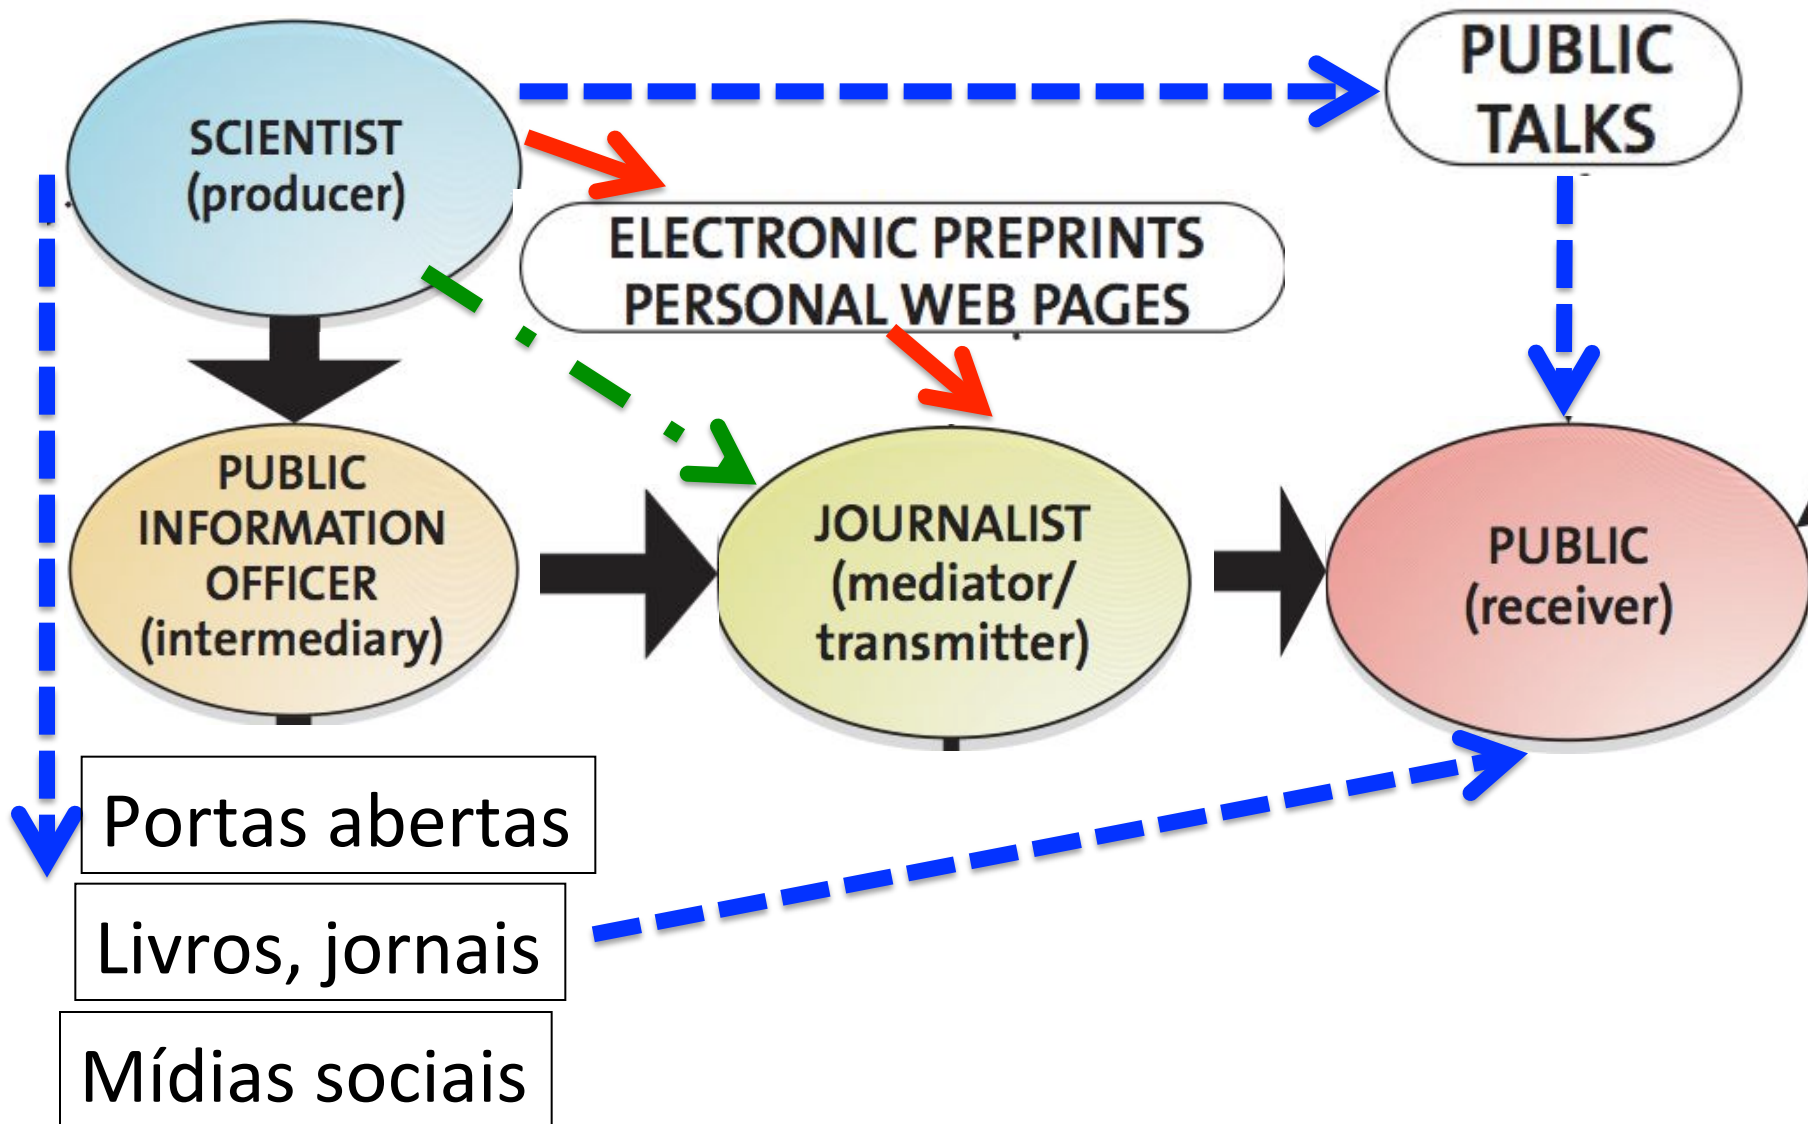 SCIENTIST
(producer)
PUBLIC
TALKS
ELECTRONIC PREPRINTS
PERSONAL WEB PAGES
PUBLIC
INFORMATION
OFFICER
(intermediary)
JOURNALIST
(mediator/
transmitter)
PUBLIC
(receiver)
Portas abertas
Livros, jornais
Mídias sociais